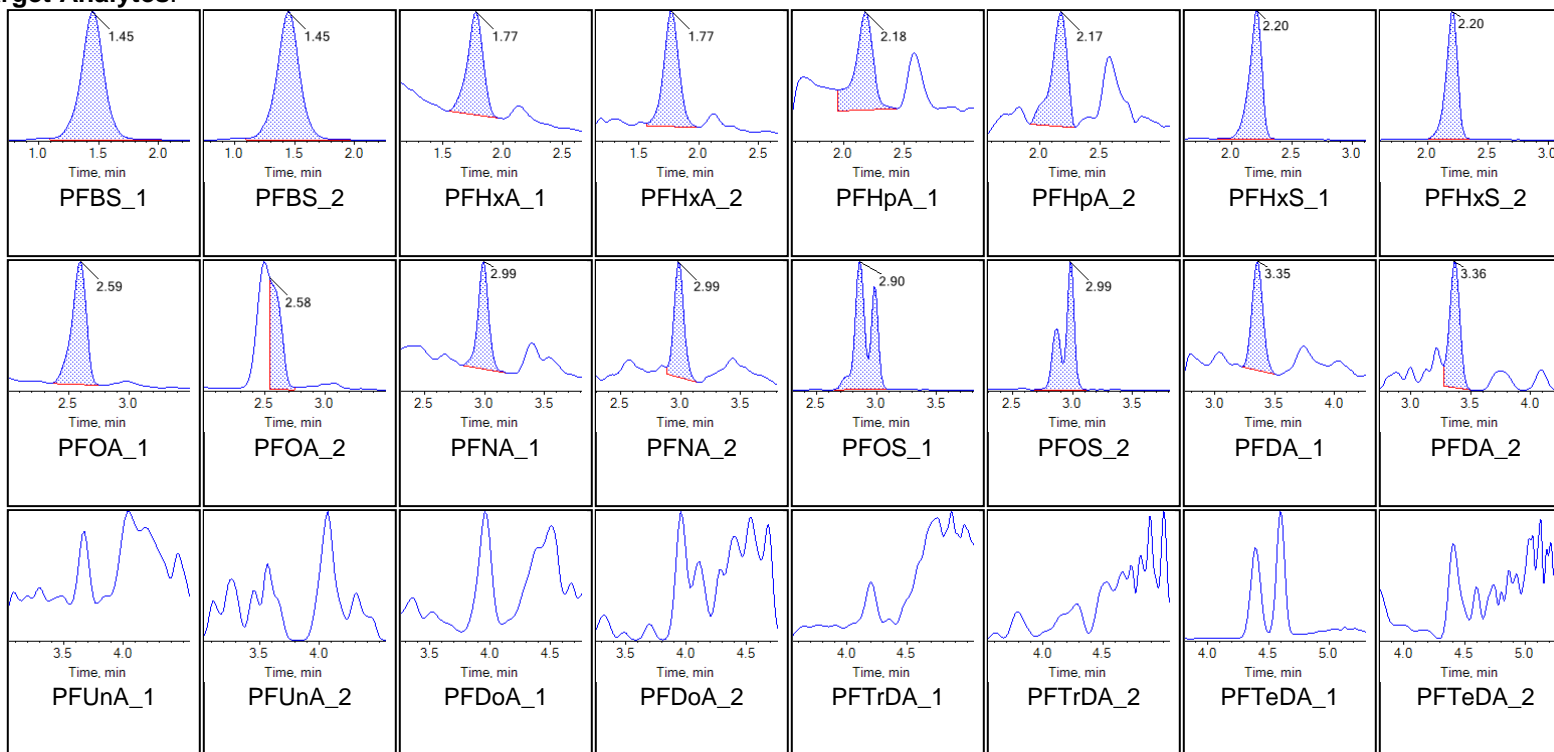 rget Analytes:
1.45 1.45 1.77 1.77 2.18 2.17 2.20 2.20
1.0 1.5 2.0 1.0 1.5 2.0 1.5 2.0 2.5 1.5 2.0 2.5 2.0 2.5 2.0 2.5 2.0 2.5 3.0 2.0 2.5 3.0
Time, min Time, min Time, min Time, min Time, min Time, min Time, min Time, min
PFBS_1 PFBS_2 PFHxA_1 PFHxA_2 PFHpA_1 PFHpA_2 PFHxS_1 PFHxS_2
2.59 2.58 2.99 2.99 2.90 2.99 3.35 3.36
2.5 3.0 2.5 3.0 2.5 3.0 3.5 2.5 3.0 3.5 2.5 3.0 3.5 2.5 3.0 3.5 3.0 3.5 4.0 3.0 3.5 4.0
Time, min Time, min Time, min Time, min Time, min Time, min Time, min Time, min
PFOA_1 PFOA_2 PFNA_1 PFNA_2 PFOS_1 PFOS_2 PFDA_1 PFDA_2
3.5 4.0 3.5 4.0 3.5 4.0 4.5 3.5 4.0 4.5 4.0 4.5 4.0 4.5 4.0 4.5 5.0 4.0 4.5 5.0
Time, min Time, min Time, min Time, min Time, min Time, min Time, min Time, min
PFUnA_1 PFUnA_2 PFDoA_1 PFDoA_2 PFTrDA_1 PFTrDA_2 PFTeDA_1 PFTeDA_2